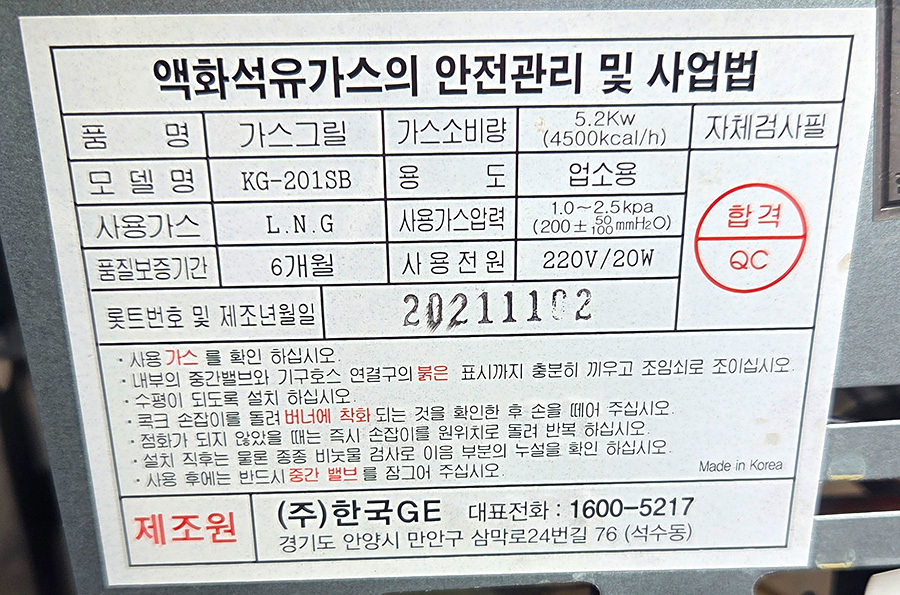 액화석유가스의 안전관리 및 사업법
품 명 가스그릴 가스소비량 5.2Kw (4500kcal/h) 자체검사필
모델명 KG-201SB 용 도 업소용
사용가스 L.N.G 사용가스압력 1.0~2.5kpa (200±50/100mmH2O)
합격
QC
품질보증기간 6개월 사용전원 220V/20W
롯트번호 및 제조년월일 20211102
· 사용 가스 를 확인 하십시오.
· 내부의 중간밸브와 기구호스 연결구의 붉은 표시까지 충분히 끼우고 조임쇠로 조이십시오.
· 수평이 되도록 설치 하십시오.
· 콕크 손잡이를 돌려 버너에 착화 되는 것을 확인한 후 손을 떼어 주십시오.
· 점화가 되지 않았을 때는 즉시 손잡이를 원위치로 돌려 반복 하십시오.
· 설치 직후는 물론 종종 비눗물 검사로 이음 부분의 누설을 확인 하십시오.
· 사용 후에는 반드시 중간 밸브 를 잠그어 주십시오.
Made in Korea
제조원 (주)한국GE 대표전화 : 1600-5217
경기도 안양시 만안구 삼막로24번길 76 (석수동)